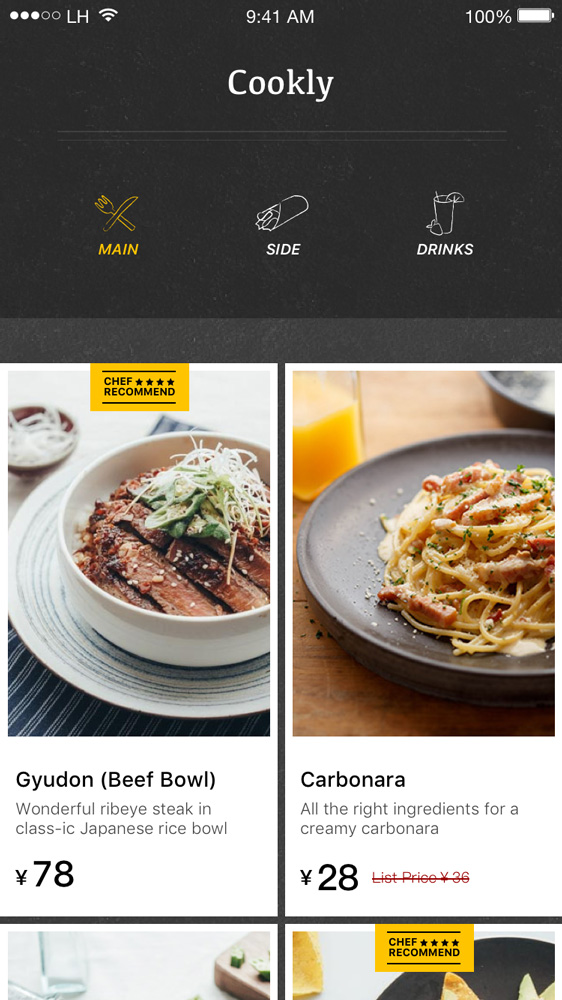 LH 9:41 AM 100%
Cookly
MAIN SIDE DRINKS
CHEF ★★★★
RECOMMEND
Gyudon (Beef Bowl)
Wonderful ribeye steak in
class-ic Japanese rice bowl
¥ 78
Carbonara
All the right ingredients for a
creamy carbonara
¥ 28 List Price ¥ 36
CHEF ★★★★
RECOMMEND